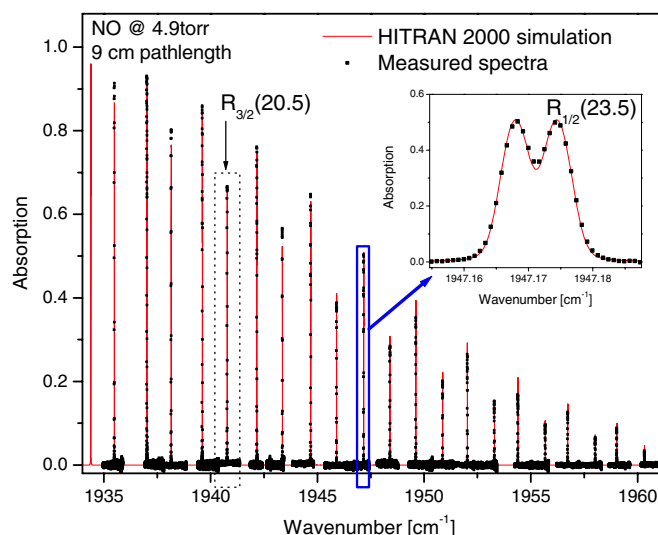 NO @ 4.9torr
9 cm pathlength
HITRAN 2000 simulation
Measured spectra
R3/2(20.5)
R1/2(23.5)
Absorption
0.6
0.4
0.2
0.0
1947.16 1947.17 1947.18
Wavenumber [cm-1]
Absorption
1.0
0.8
0.6
0.4
0.2
0.0
1935 1940 1945 1950 1955 1960
Wavenumber [cm-1]